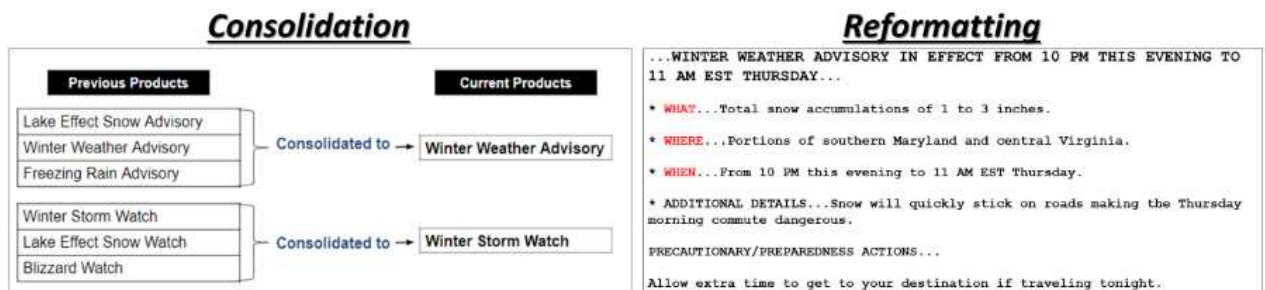 Consolidation
Previous Products
Current Products
Lake Effect Snow Advisory
Winter Weather Advisory
Freezing Rain Advisory
Consolidated to
Winter Weather Advisory
Winter Storm Watch
Lake Effect Snow Watch
Blizzard Watch
Consolidated to
Winter Storm Watch
Reformatting
...WINTER WEATHER ADVISORY IN EFFECT FROM 10 PM THIS EVENING TO
11 AM EST THURSDAY...
* WHAT...Total snow accumulations of 1 to 3 inches.
* WHERE...Portions of southern Maryland and central Virginia.
* WHEN...From 10 PM this evening to 11 AM EST Thursday.
* ADDITIONAL DETAILS...Snow will quickly stick on roads making the Thursday
morning commute dangerous.
PRECAUTIONARY/PREPAREDNESS ACTIONS...
Allow extra time to get to your destination if traveling tonight.